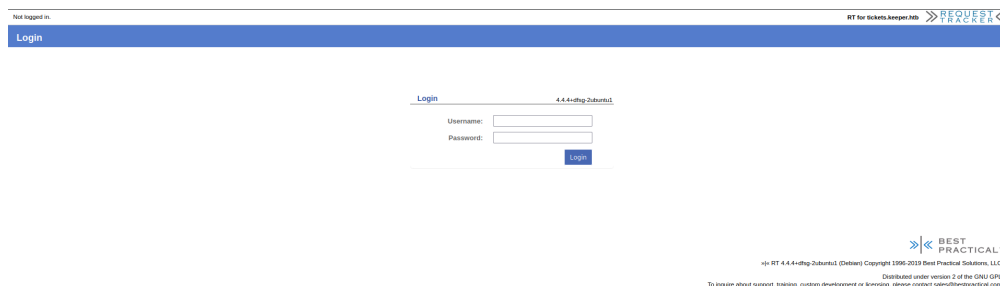 Not logged in.
RT for tickets.keeper.htb
REQUEST TRACKER
Login
Login 4.4.4+dfsg-2ubuntu1
Username:
Password:
Login
BEST PRACTICAL
»|« RT 4.4.4+dfsg-2ubuntu1 (Debian) Copyright 1996-2019 Best Practical Solutions, LLC
Distributed under version 2 of the GNU GPL
To inquire about support, training, custom development or licensing, please contact sales@bestpractical.com